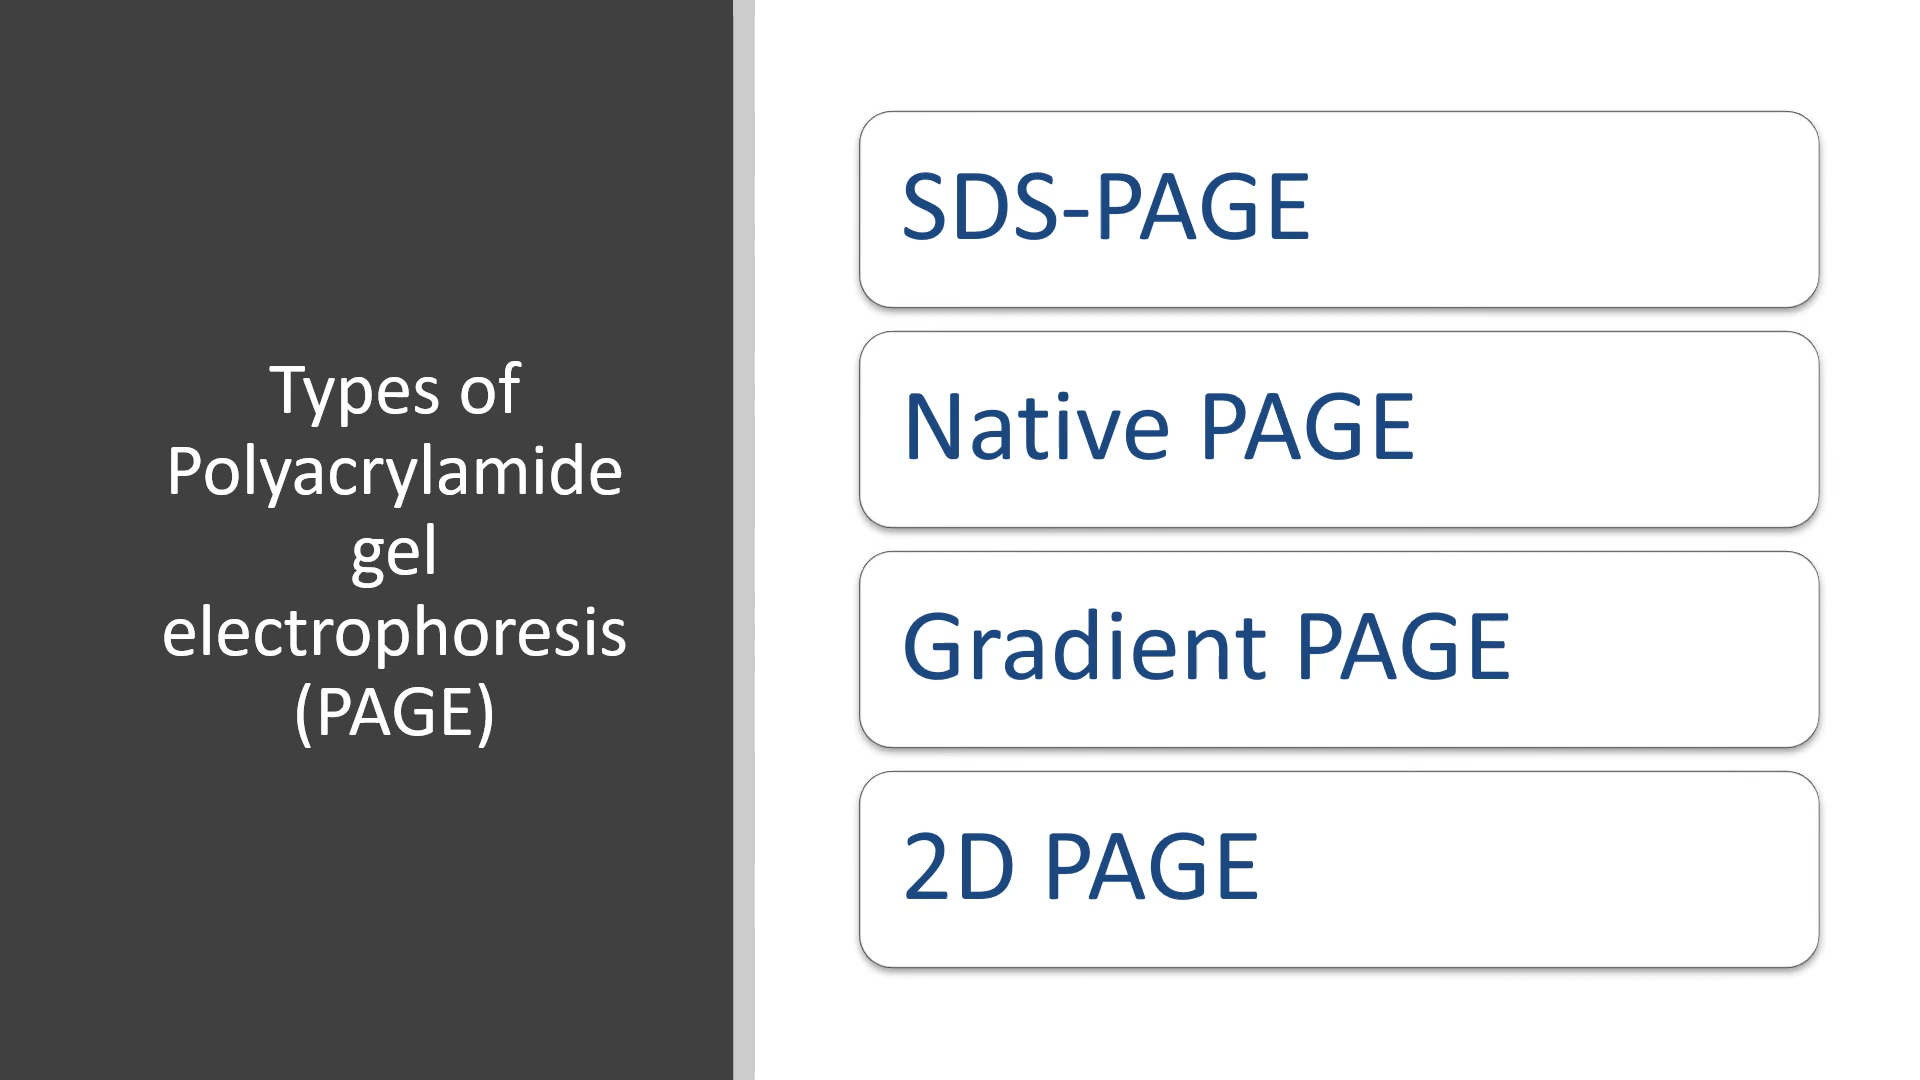 Types of
Polyacrylamide
gel
electrophoresis
(PAGE)
SDS-PAGE
Native PAGE
Gradient PAGE
2D PAGE